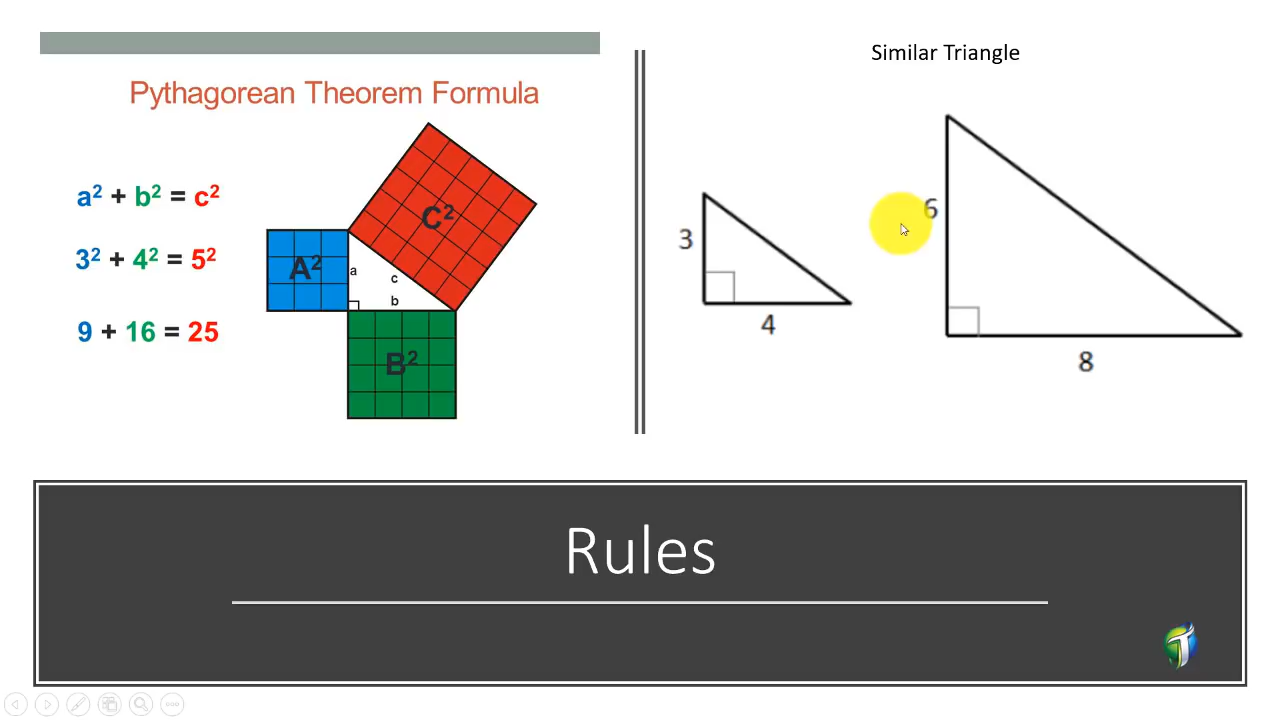 Pythagorean Theorem Formula
a² + b² = c²
3² + 4² = 5²
9 + 16 = 25
A²
C²
B²
a
c
b
Similar Triangle
3
4
6
8
Rules
T